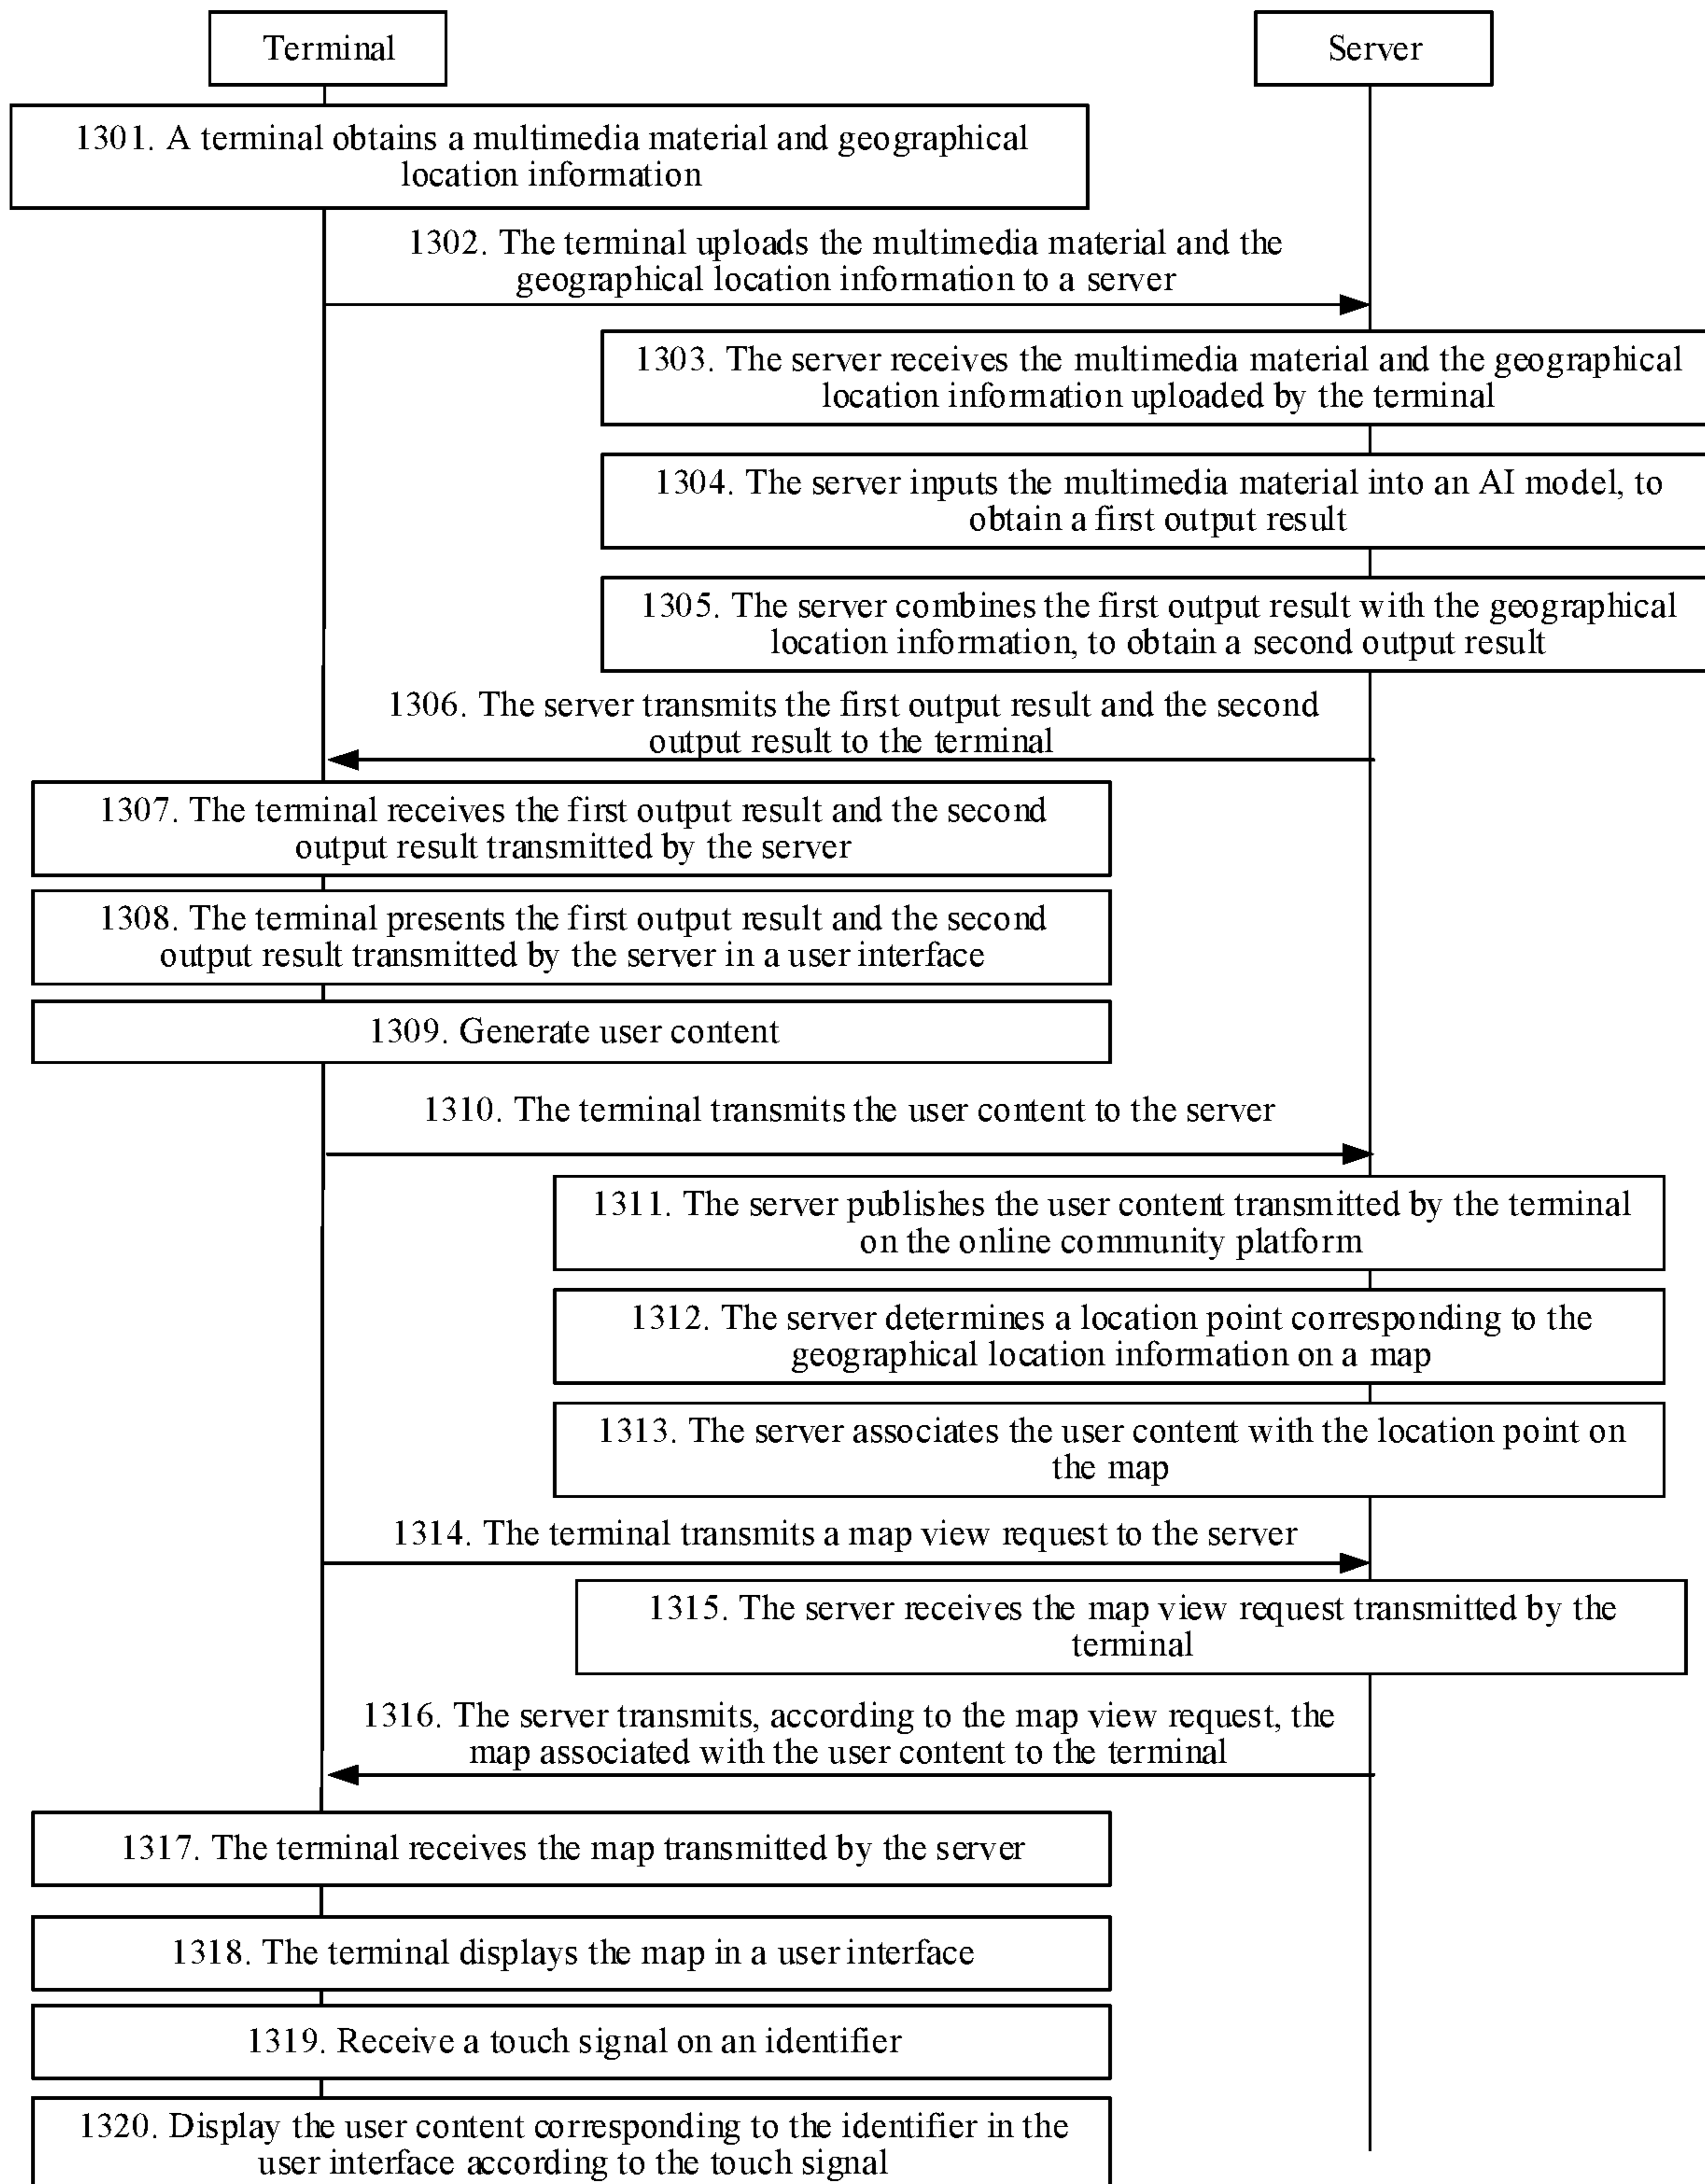 Terminal
Server
1301. A terminal obtains a multimedia material and geographical
location information
1302. The terminal uploads the multimedia material and the
geographical location information to a server
1303. The server receives the multimedia material and the geographical
location information uploaded by the terminal
1304. The server inputs the multimedia material into an AI model, to
obtain a first output result
1305. The server combines the first output result with the geographical
location information, to obtain a second output result
1306. The server transmits the first output result and the second
output result to the terminal
1307. The terminal receives the first output result and the second
output result transmitted by the server
1308. The terminal presents the first output result and the second
output result transmitted by the server in a user interface
1309. Generate user content
1310. The terminal transmits the user content to the server
1311. The server publishes the user content transmitted by the terminal
on the online community platform
1312. The server determines a location point corresponding to the
geographical location information on a map
1313. The server associates the user content with the location point on
the map
1314. The terminal transmits a map view request to the server
1315. The server receives the map view request transmitted by the
terminal
1316. The server transmits, according to the map view request, the
map associated with the user content to the terminal
1317. The terminal receives the map transmitted by the server
1318. The terminal displays the map in a user interface
1319. Receive a touch signal on an identifier
1320. Display the user content corresponding to the identifier in the
user interface according to the touch signal